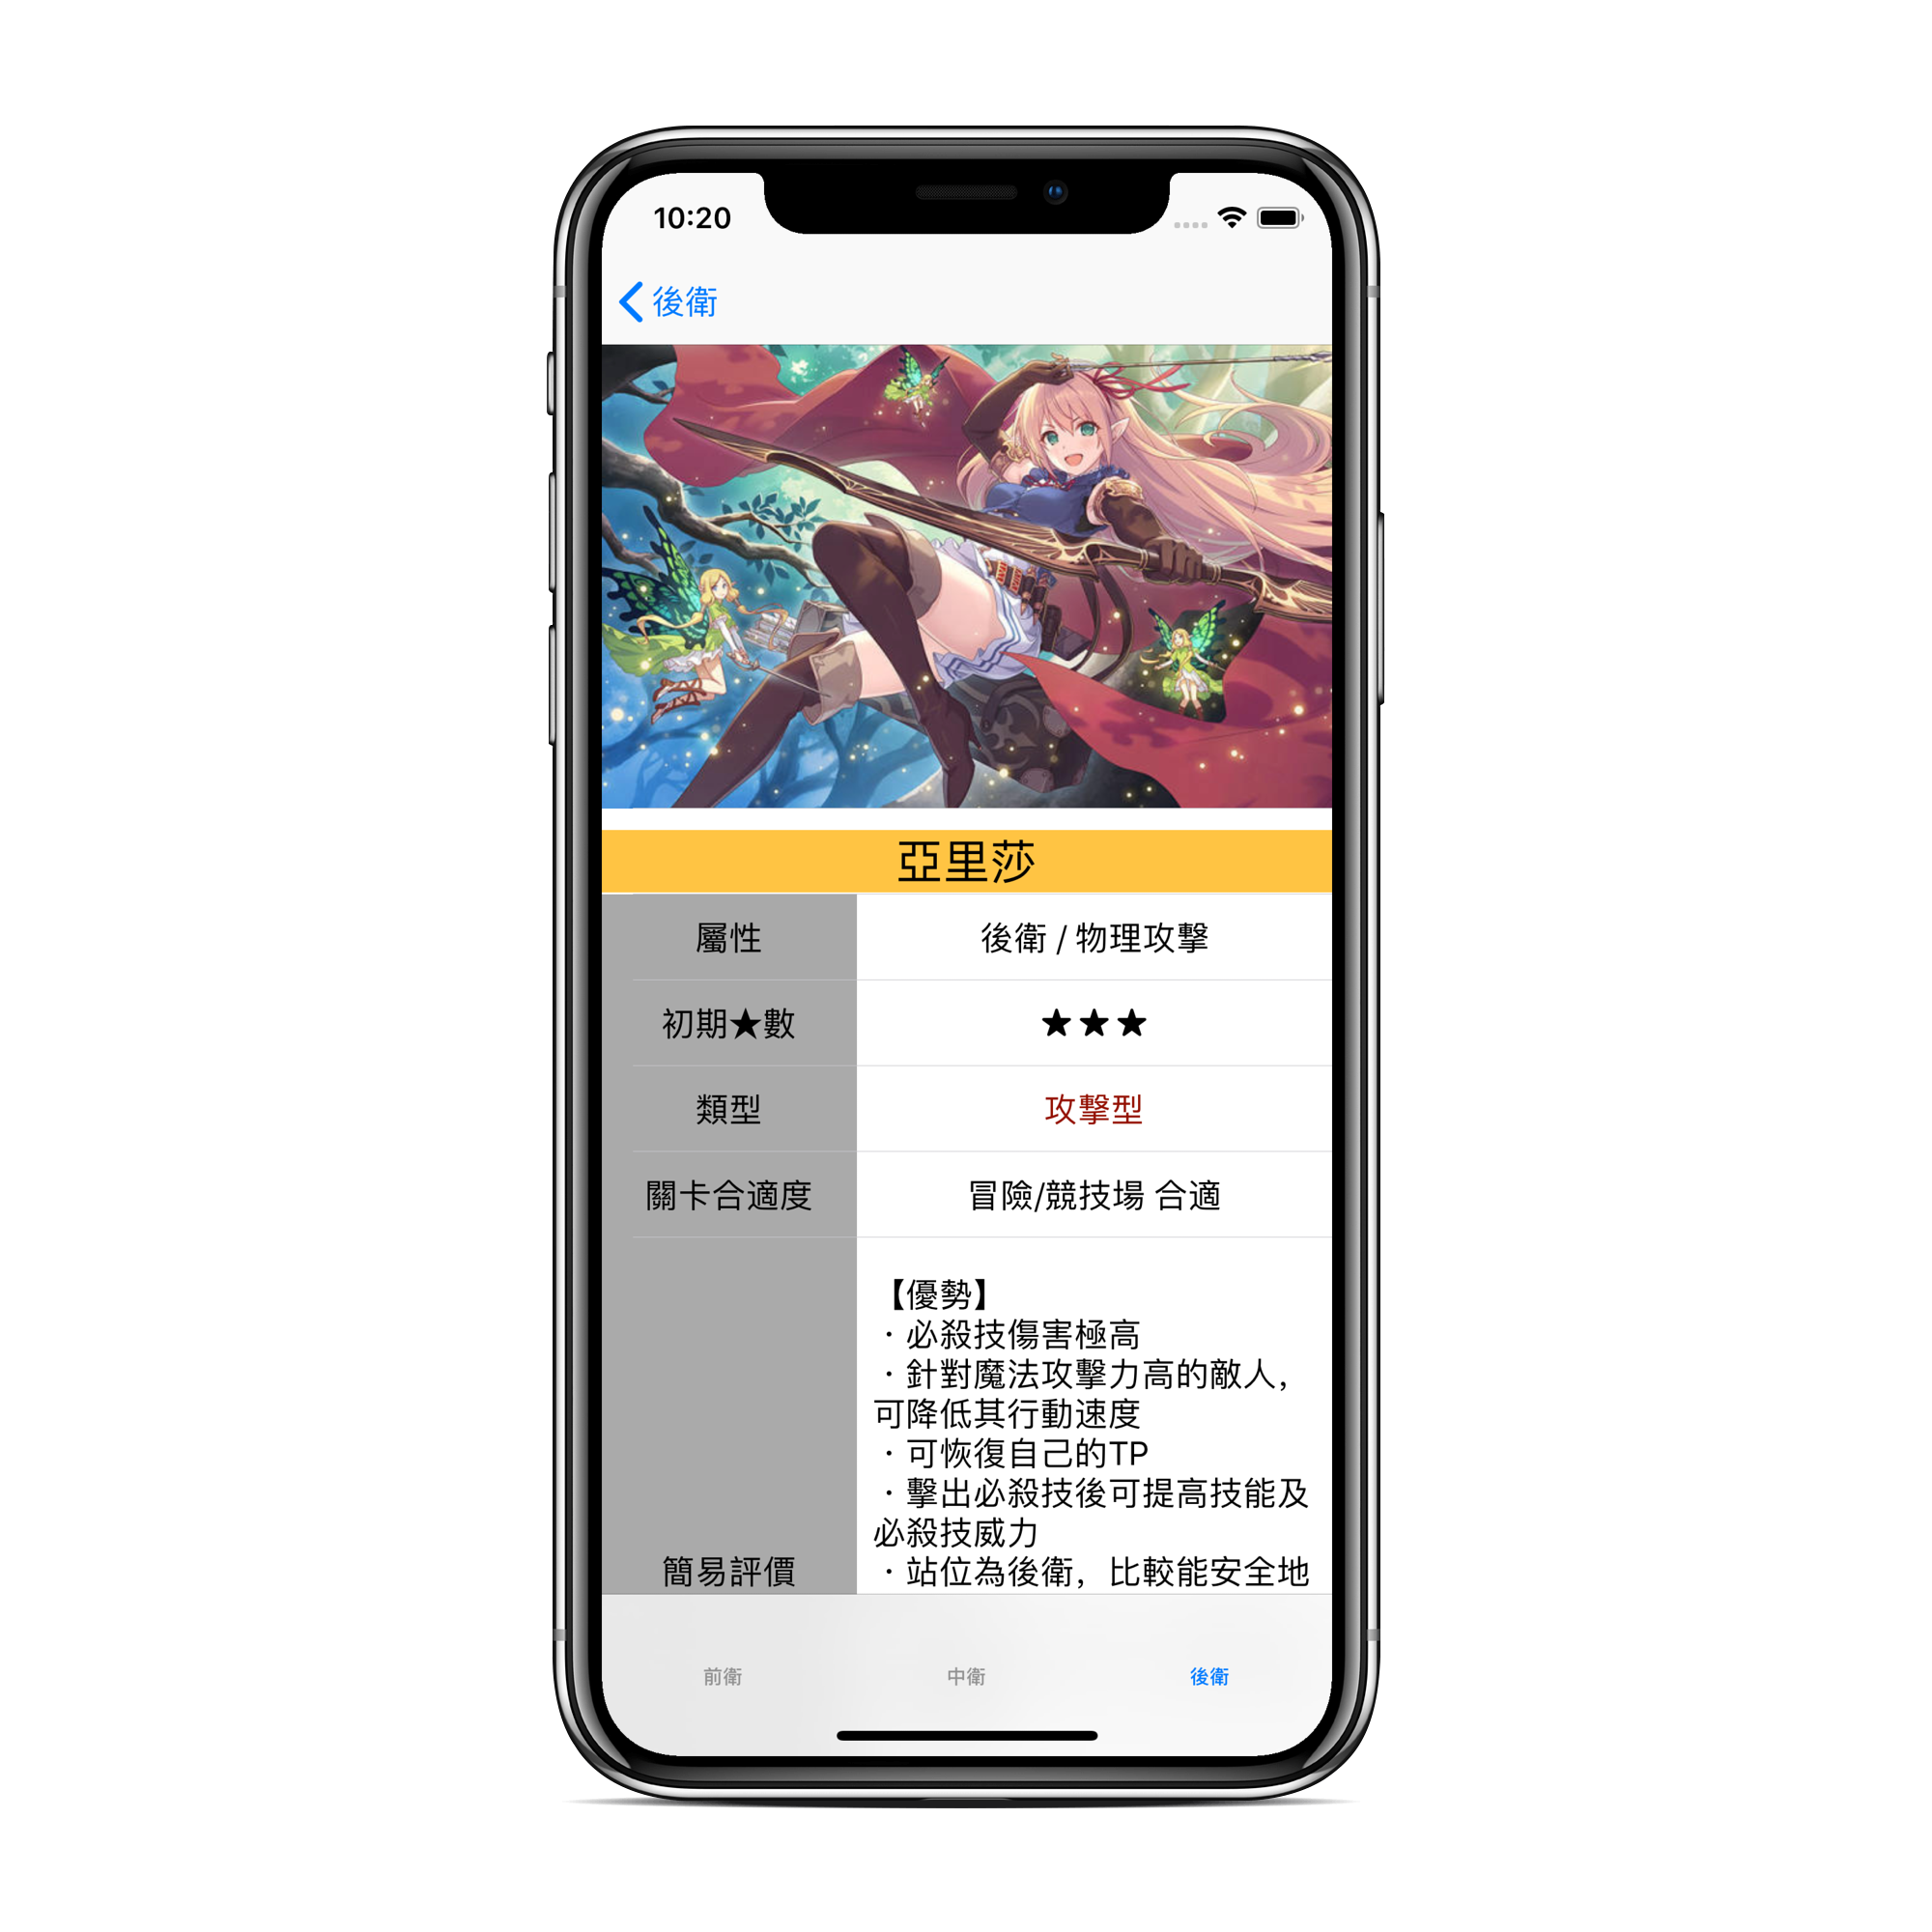 10:20
後衛
亞里莎
屬性
後衛 / 物理攻擊
初期★數
★★★
類型
攻擊型
關卡合適度
冒險/競技場 合適
【優勢】
・必殺技傷害極高
・針對魔法攻擊力高的敵人，
可降低其行動速度
・可恢復自己的TP
・擊出必殺技後可提高技能及
必殺技威力
簡易評價
・站位為後衛，比較能安全地
前衛
中衛
後衛